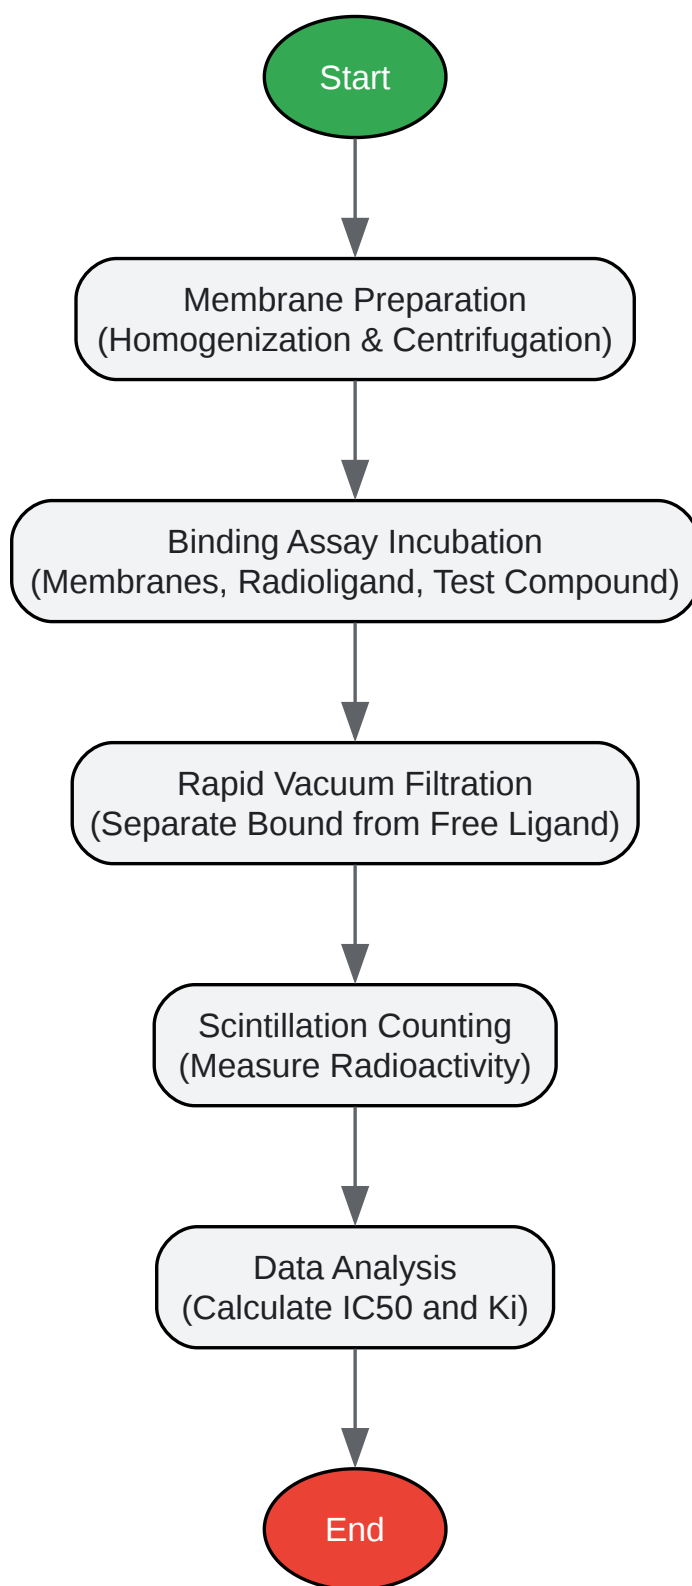 Start
Membrane Preparation
(Homogenization & Centrifugation)
Binding Assay Incubation
(Membranes, Radioligand, Test Compound)
Rapid Vacuum Filtration
(Separate Bound from Free Ligand)
Scintillation Counting
(Measure Radioactivity)
Data Analysis
(Calculate IC50 and Ki)
End